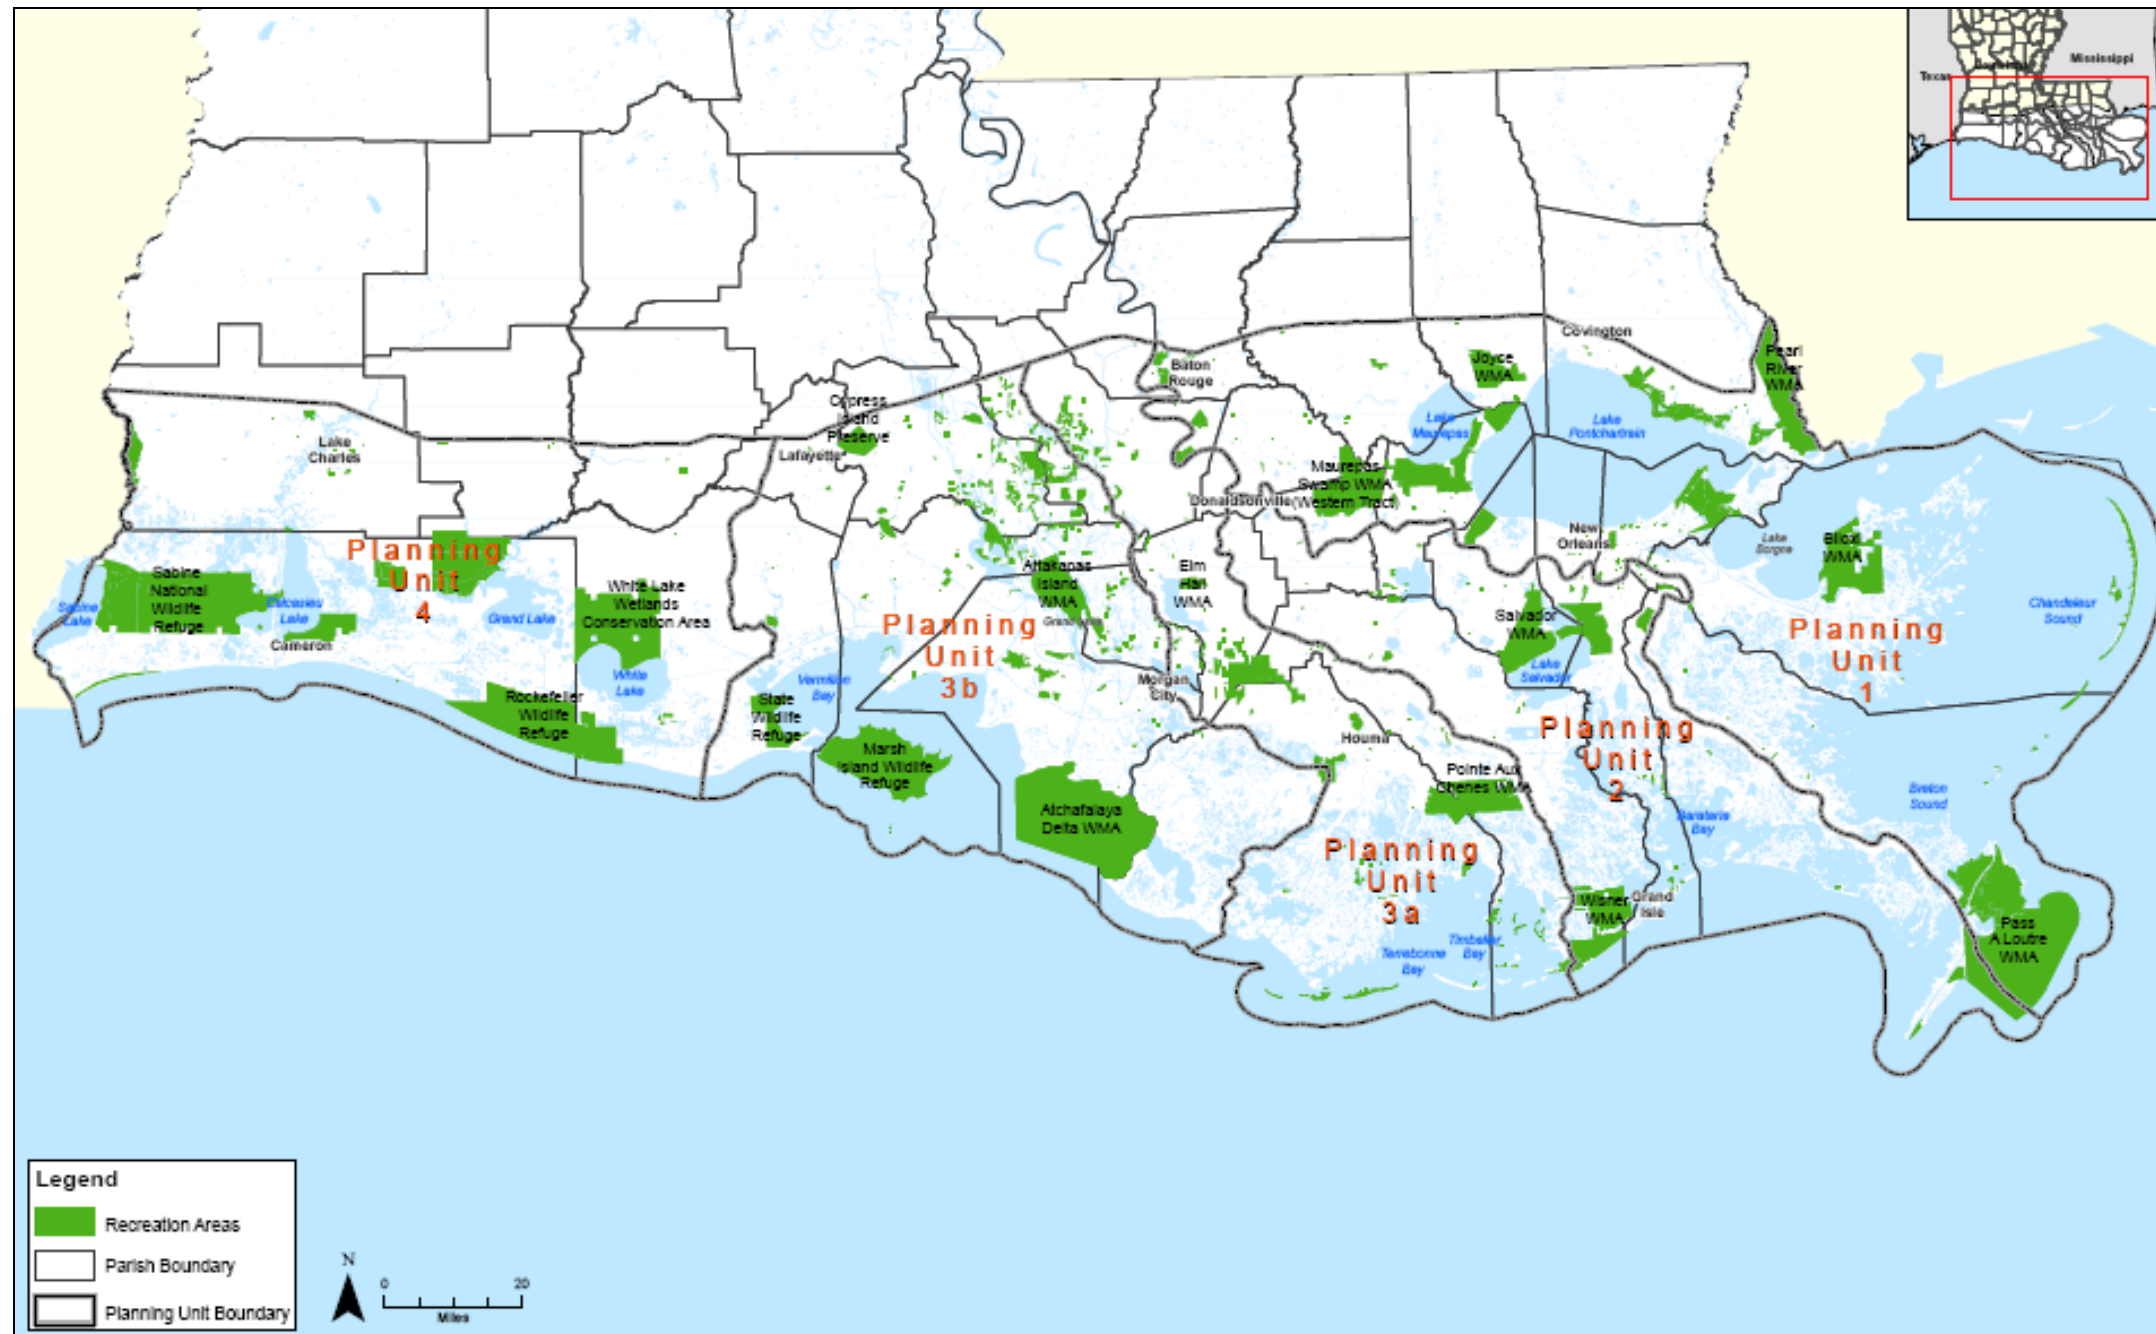 Mississippi
Texas
Covington
Pearl
River
WMA
Joyce
WMA
Baton
Rouge
Cypress
Island
Preserve
Lake
Maurepas
Lake
Pontchartrain
Lake
Charles
Lafayette
Maurepas
Swamp WMA
(Western Tract)
Donaldsonville
New
Orleans
Lake
Borgne
Biloxi
WMA
Planning
Unit
4
Sabine
National
Wildlife
Refuge
Sabine
Lake
Calcasieu
Lake
Grand Lake
Cameron
White Lake
Wetlands
Conservation Area
White
Lake
Attakapas
Island
WMA
Grand Lake
Elm
Hall
WMA
Salvador
WMA
Lake
Salvador
Chandeleur
Sound
Planning
Unit
3b
Planning
Unit
1
Vermilion
Bay
Morgan
City
Rockefeller
Wildlife
Refuge
State
Wildlife
Refuge
Marsh
Island Wildlife
Refuge
Houma
Planning
Unit
2
Pointe Aux
Chenes WMA
Atchafalaya
Delta WMA
Barataria
Bay
Breton
Sound
Planning
Unit
3a
Wisner
WMA
Grand
Isle
Timbalier
Bay
Terrebonne
Bay
Pass
A Loutre
WMA
Legend
Recreation Areas
Parish Boundary
Planning Unit Boundary
N
0 20
Miles